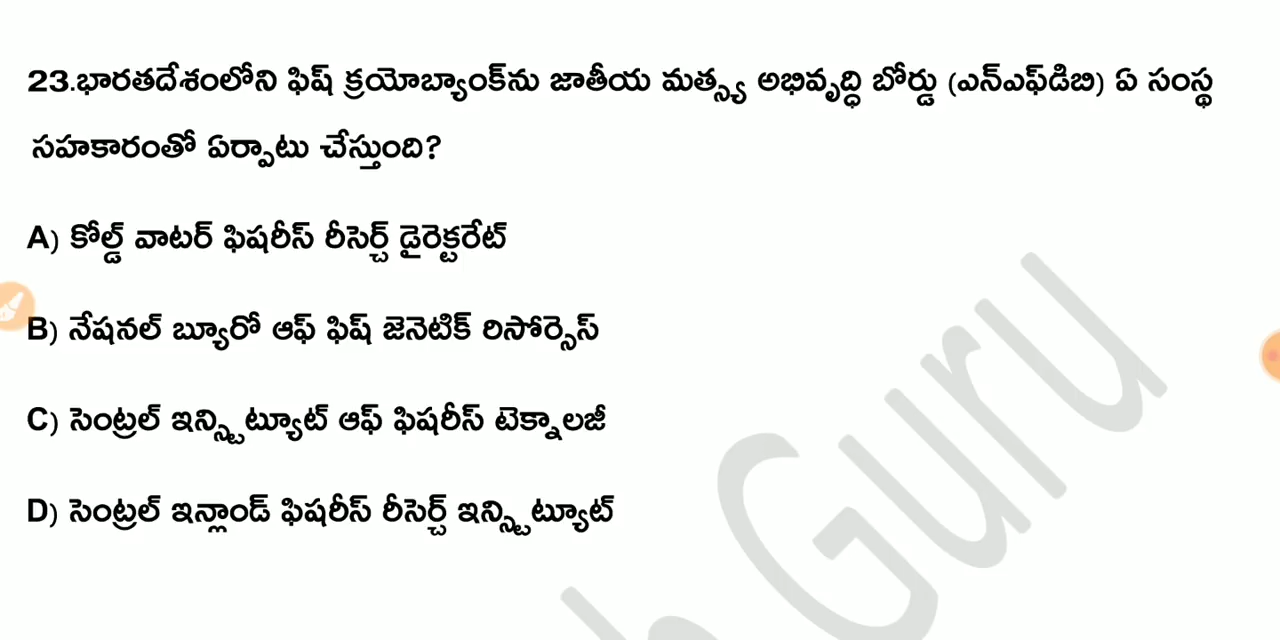 23.భారతదేశంలోని ఫిష్ క్రయోబ్యాంక్‌ను జాతీయ మత్స్య అభివృద్ధి బోర్డు (ఎన్ఎఫ్‌డిబి) ఏ సంస్థ
సహకారంతో ఏర్పాటు చేస్తుంది?
A) కోల్డ్ వాటర్ ఫిషరీస్ రీసెర్చ్ డైరెక్టరేట్
B) నేషనల్ బ్యూరో ఆఫ్ ఫిష్ జెనెటిక్ రిసోర్సెస్
C) సెంట్రల్ ఇన్స్టిట్యూట్ ఆఫ్ ఫిషరీస్ టెక్నాలజీ
D) సెంట్రల్ ఇన్లాండ్ ఫిషరీస్ రీసెర్చ్ ఇన్స్టిట్యూట్
Guru